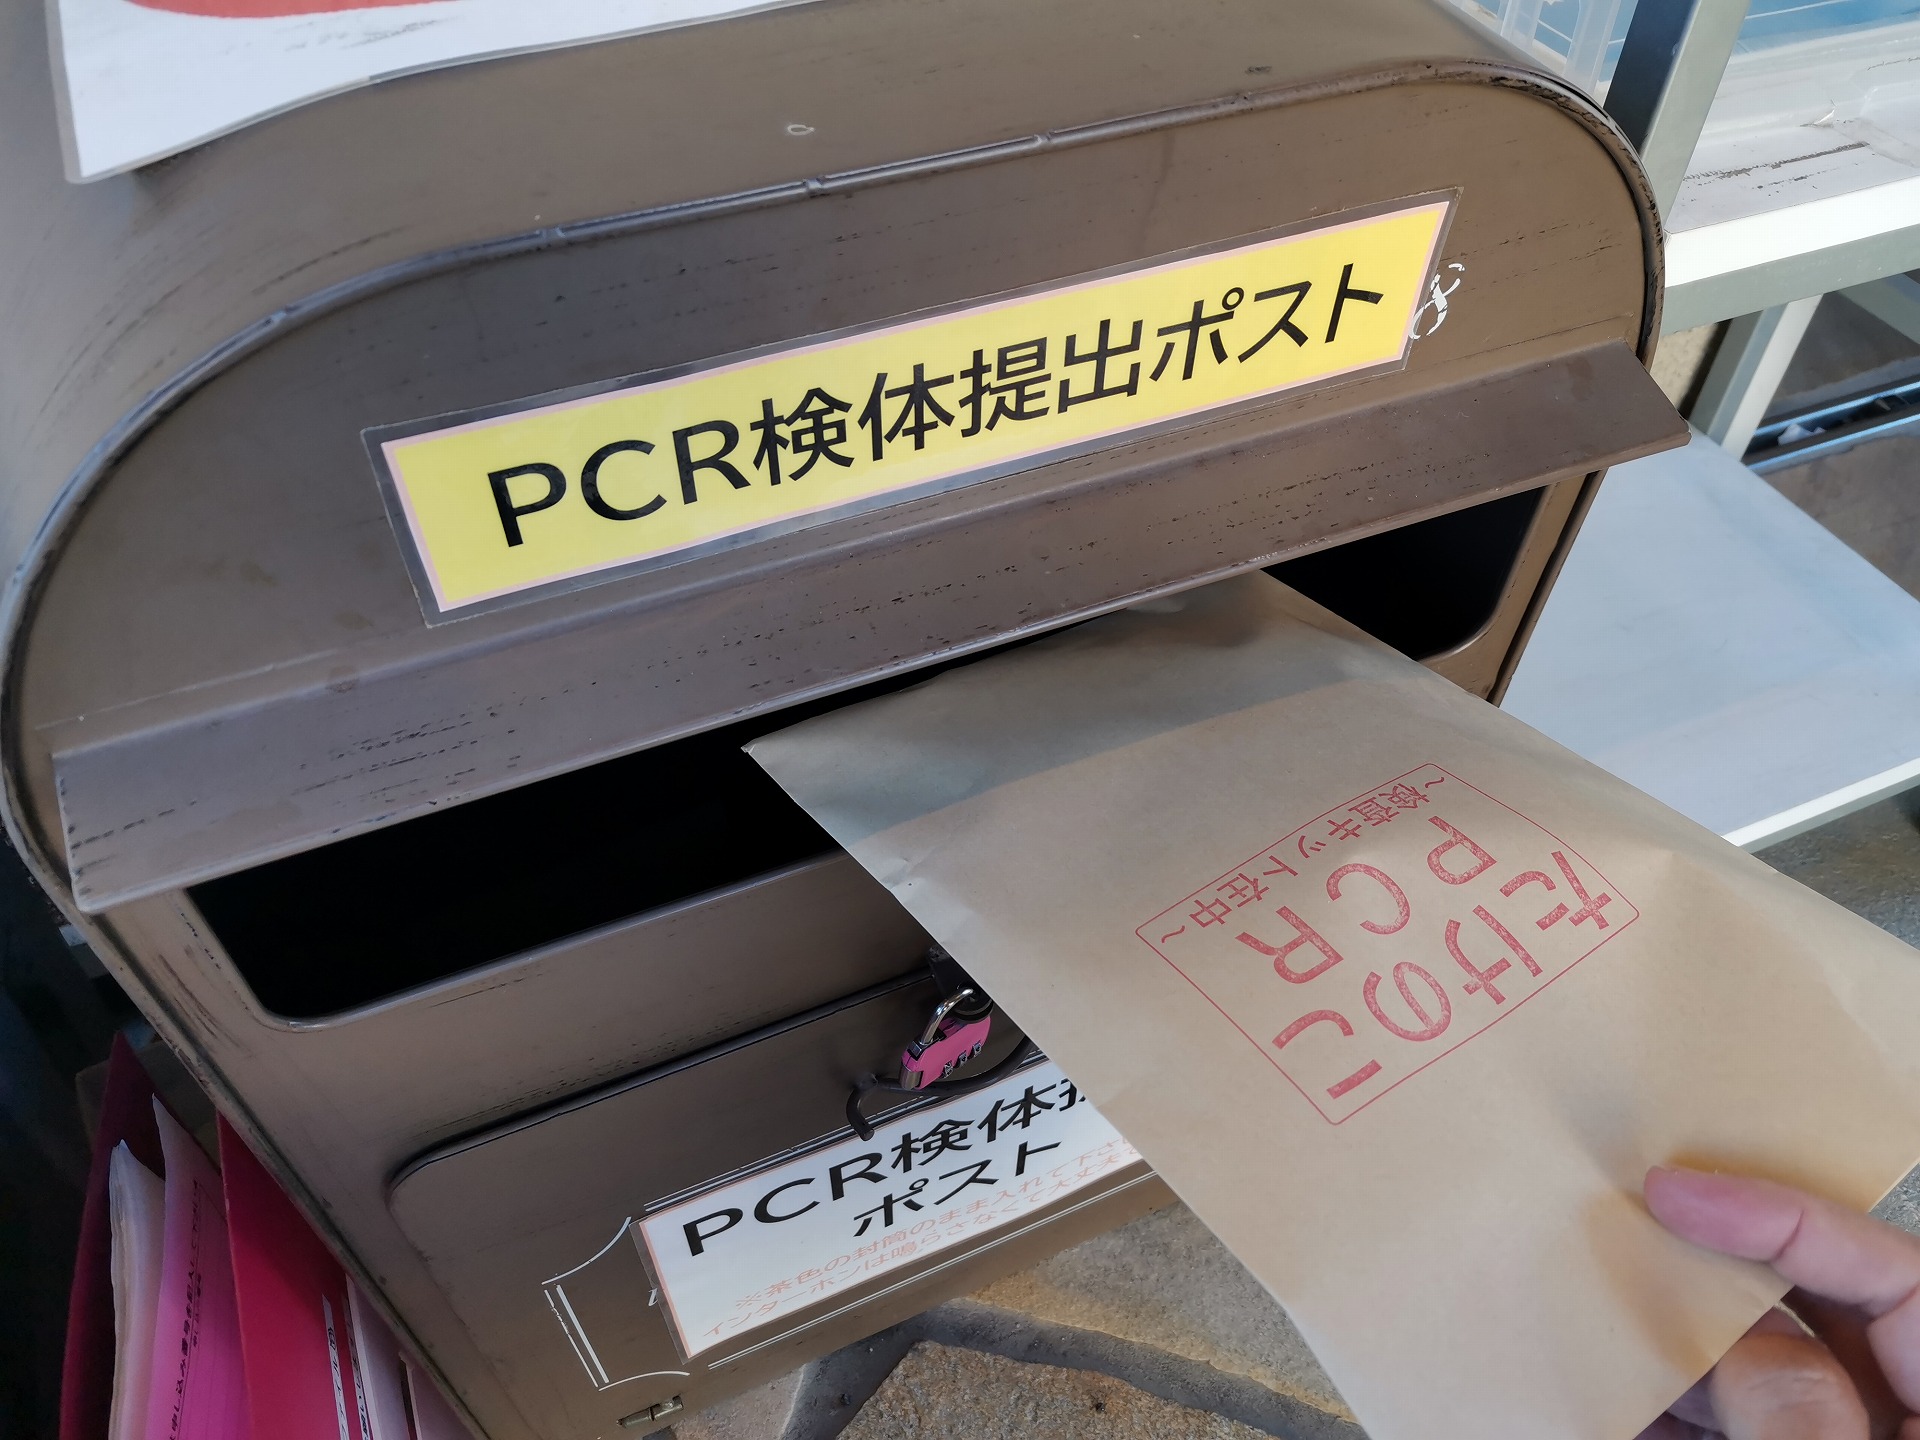 PCR検体提出ポスト
たけのこ
PCR
~検査キット在中~
PCR検体
ポスト
※茶色の封筒のまま入れて下さ
インターホンは鳴らさなくて大丈夫